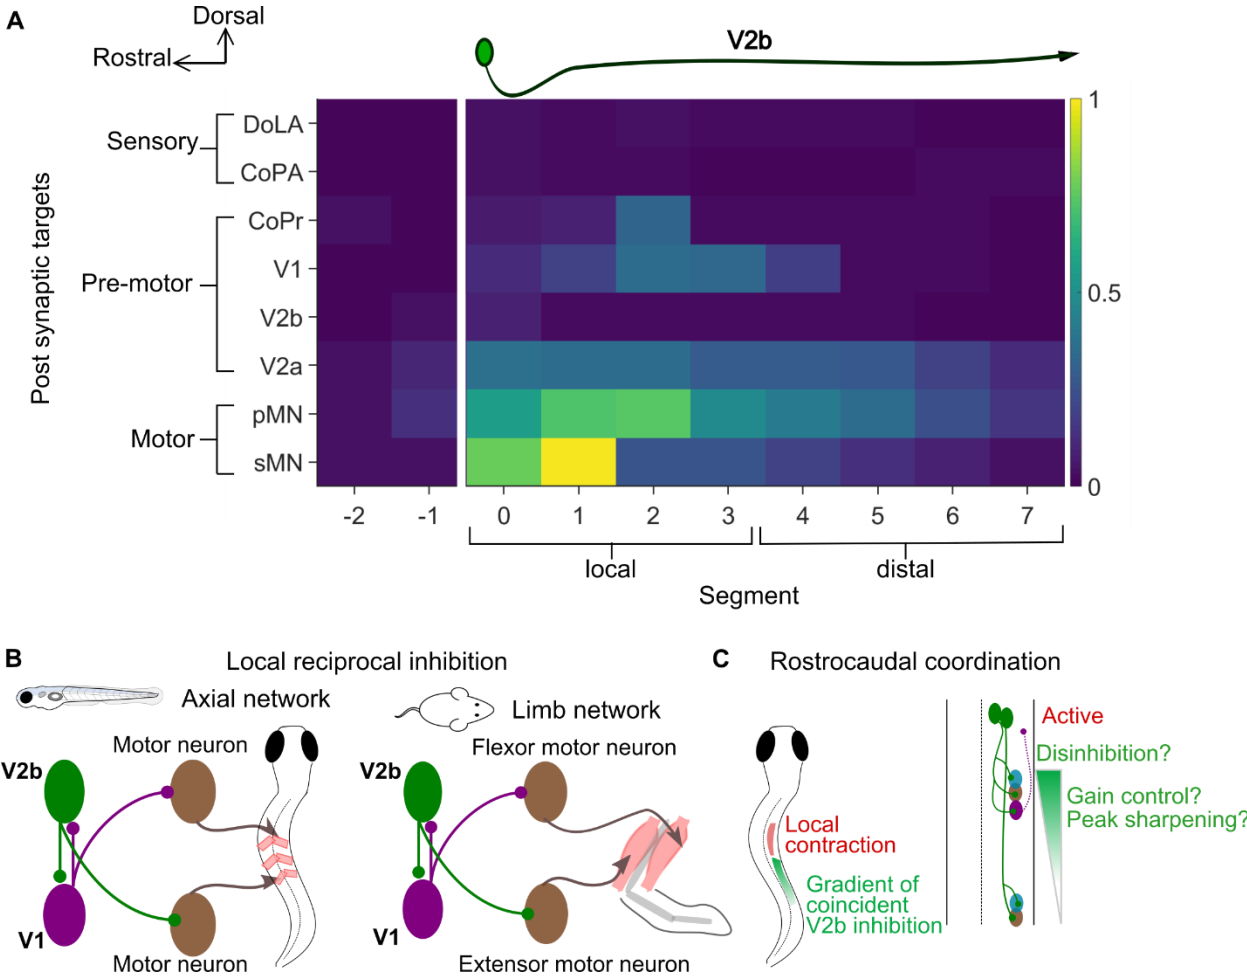 A
Dorsal
Rostral
V2b
Post synaptic targets
Sensory
Pre-motor
Motor
DoLA
CoPA
CoPr
V1
V2b
V2a
pMN
sMN
1
0.5
0
-2 -1 0 1 2 3 4 5 6 7
local distal
Segment
B
Local reciprocal inhibition
Axial network
Motor neuron
V2b
V1
Motor neuron
Limb network
Flexor motor neuron
V2b
V1
Extensor motor neuron
C
Rostrocaudal coordination
Local
contraction
Gradient of
coincident
V2b inhibition
Active
Disinhibition?
Gain control?
Peak sharpening?